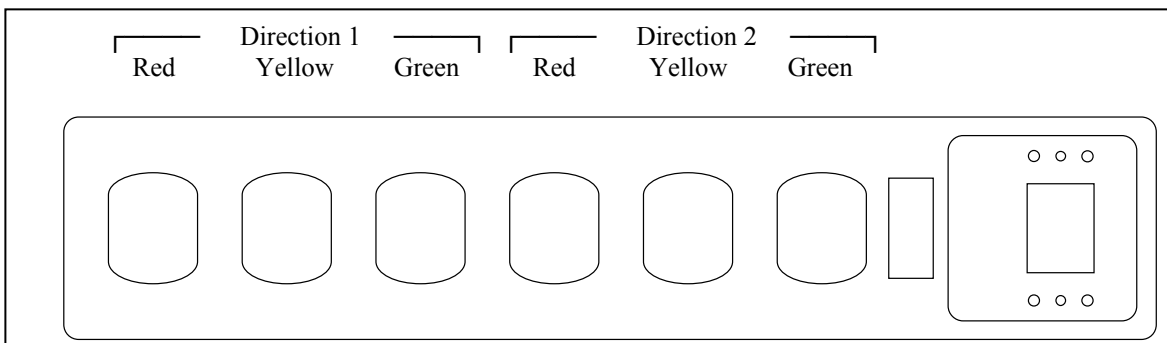 Direction 1 Direction 2
Red Yellow Green Red Yellow Green